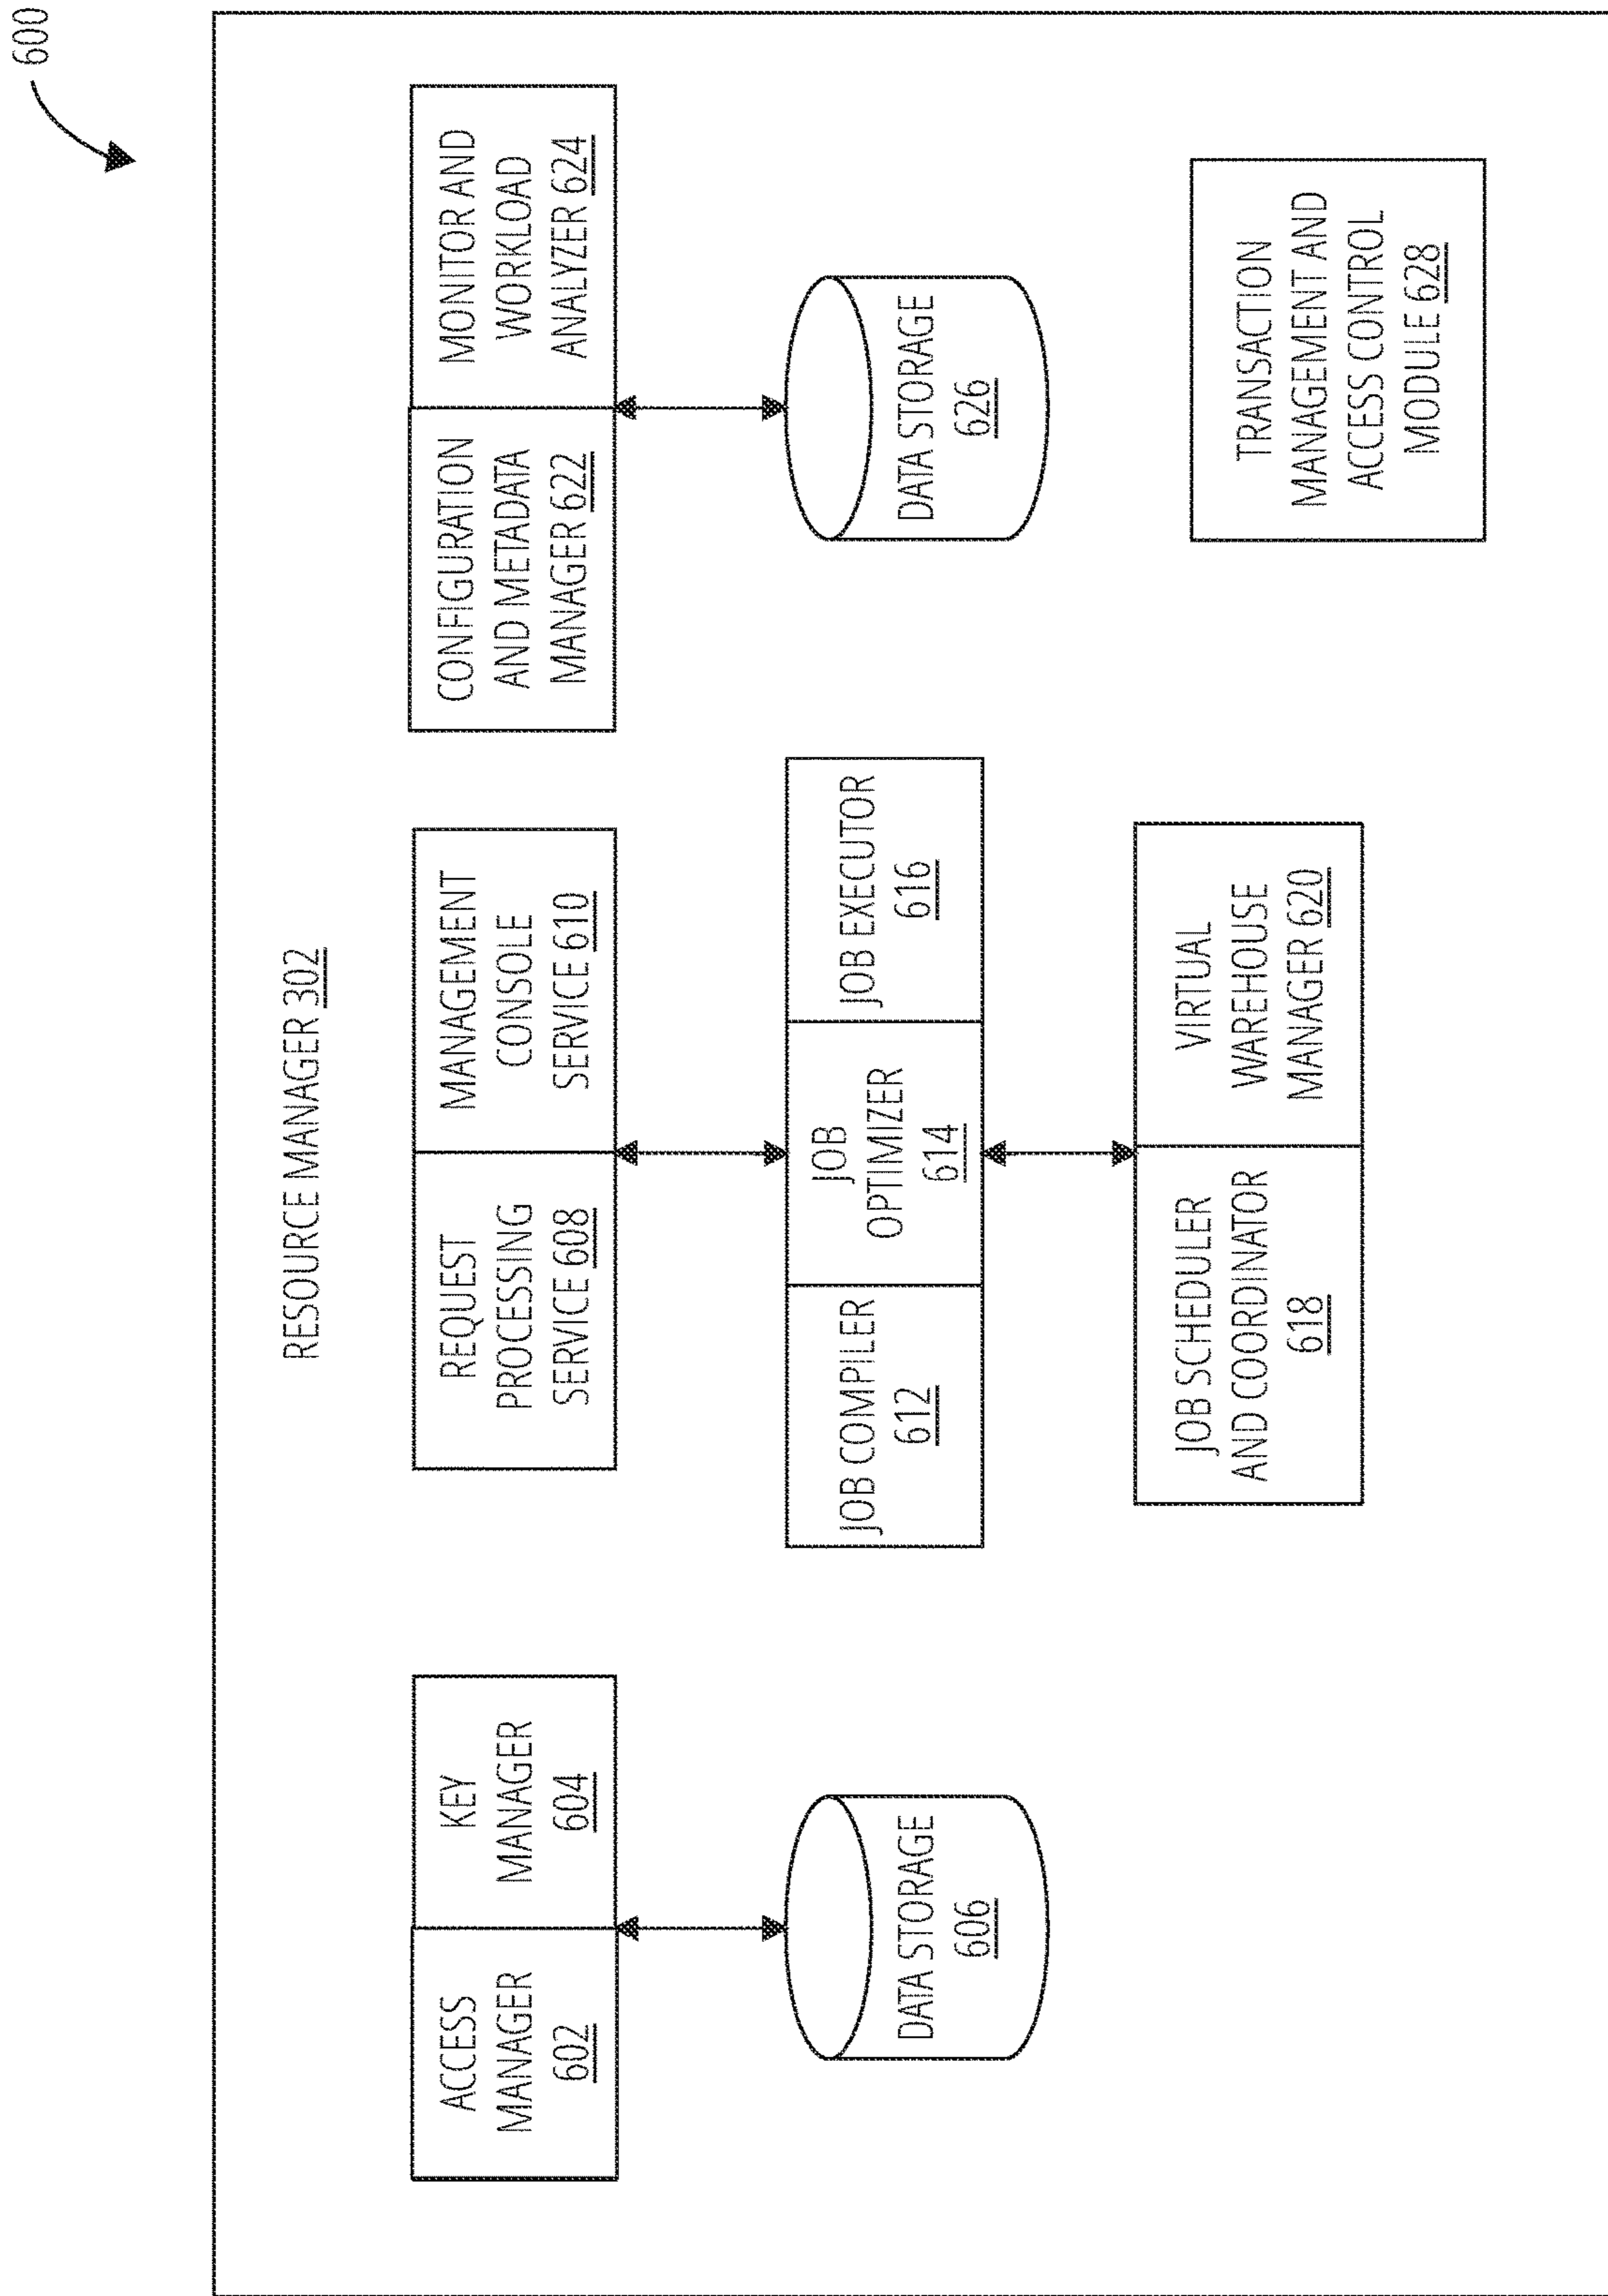 600
RESOURCE MANAGER 302
ACCESS
MANAGER
602
KEY
MANAGER
604
DATA STORAGE
606
REQUEST
PROCESSING
SERVICE 608
MANAGEMENT
CONSOLE
SERVICE 610
JOB COMPILER
612
JOB
OPTIMIZER
614
JOB EXECUTOR
616
JOB SCHEDULER
AND COORDINATOR
618
VIRTUAL
WAREHOUSE
MANAGER 620
CONFIGURATION
AND METADATA
MANAGER 622
MONITOR AND
WORKLOAD
ANALYZER 624
DATA STORAGE
626
TRANSACTION
MANAGEMENT AND
ACCESS CONTROL
MODULE 628